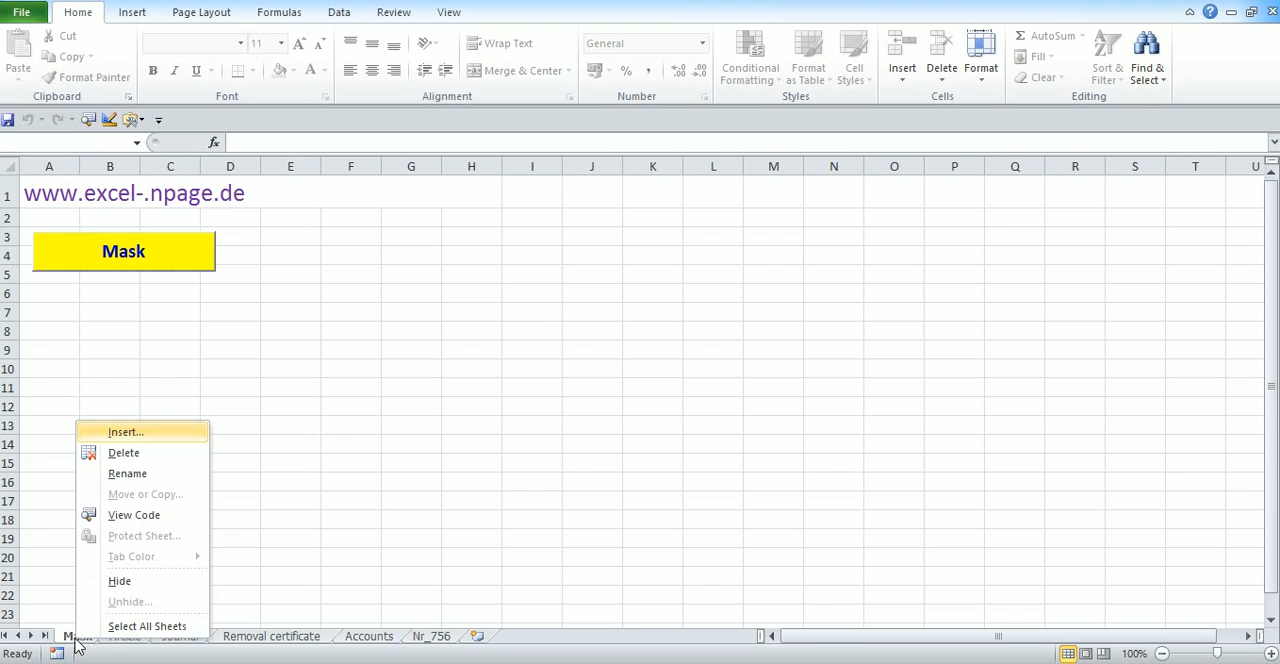 File Home Insert Page Layout Formulas Data Review View
Cut
Copy
Format Painter
Paste
Clipboard
11
A A
B I U A
Font
Wrap Text
Merge & Center
Alignment
General
% ,
Number
Conditional Formatting
Format as Table
Cell Styles
Styles
Insert Delete Format
Cells
AutoSum
Fill
Clear
Sort & Filter
Find & Select
Editing
fx
A B C D E F G H I J K L M N O P Q R S T U
1 www.excel-.npage.de
2
3
Mask
4
5
6
7
8
9
10
11
12
13
14
15
16
17
18
19
20
21
22
23
Insert...
Delete
Rename
Move or Copy...
View Code
Protect Sheet...
Tab Color
Hide
Unhide...
Select All Sheets
Mask Article Journal Removal certificate Accounts Nr_756
Ready 100%